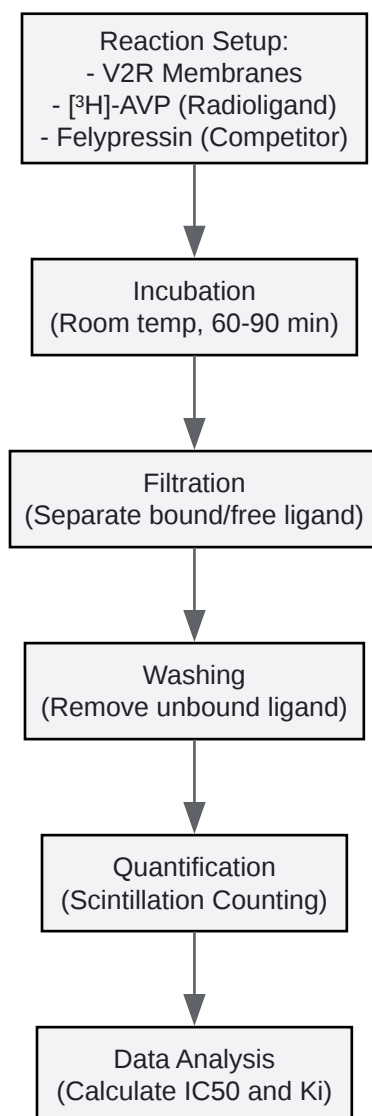 Reaction Setup:
- V2R Membranes
- [³H]-AVP (Radioligand)
- Felypressin (Competitor)
Incubation
(Room temp, 60-90 min)
Filtration
(Separate bound/free ligand)
Washing
(Remove unbound ligand)
Quantification
(Scintillation Counting)
Data Analysis
(Calculate IC50 and Ki)